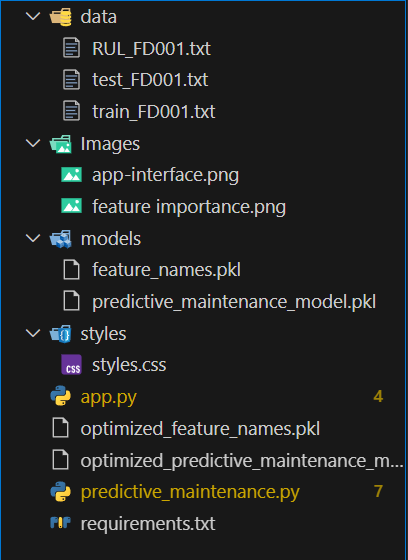 data
RUL_FD001.txt
test_FD001.txt
train_FD001.txt
Images
app-interface.png
feature importance.png
models
feature_names.pkl
predictive_maintenance_model.pkl
styles
CSS styles.css
app.py 4
optimized_feature_names.pkl
optimized_predictive_maintenance_m...
predictive_maintenance.py 7
requirements.txt